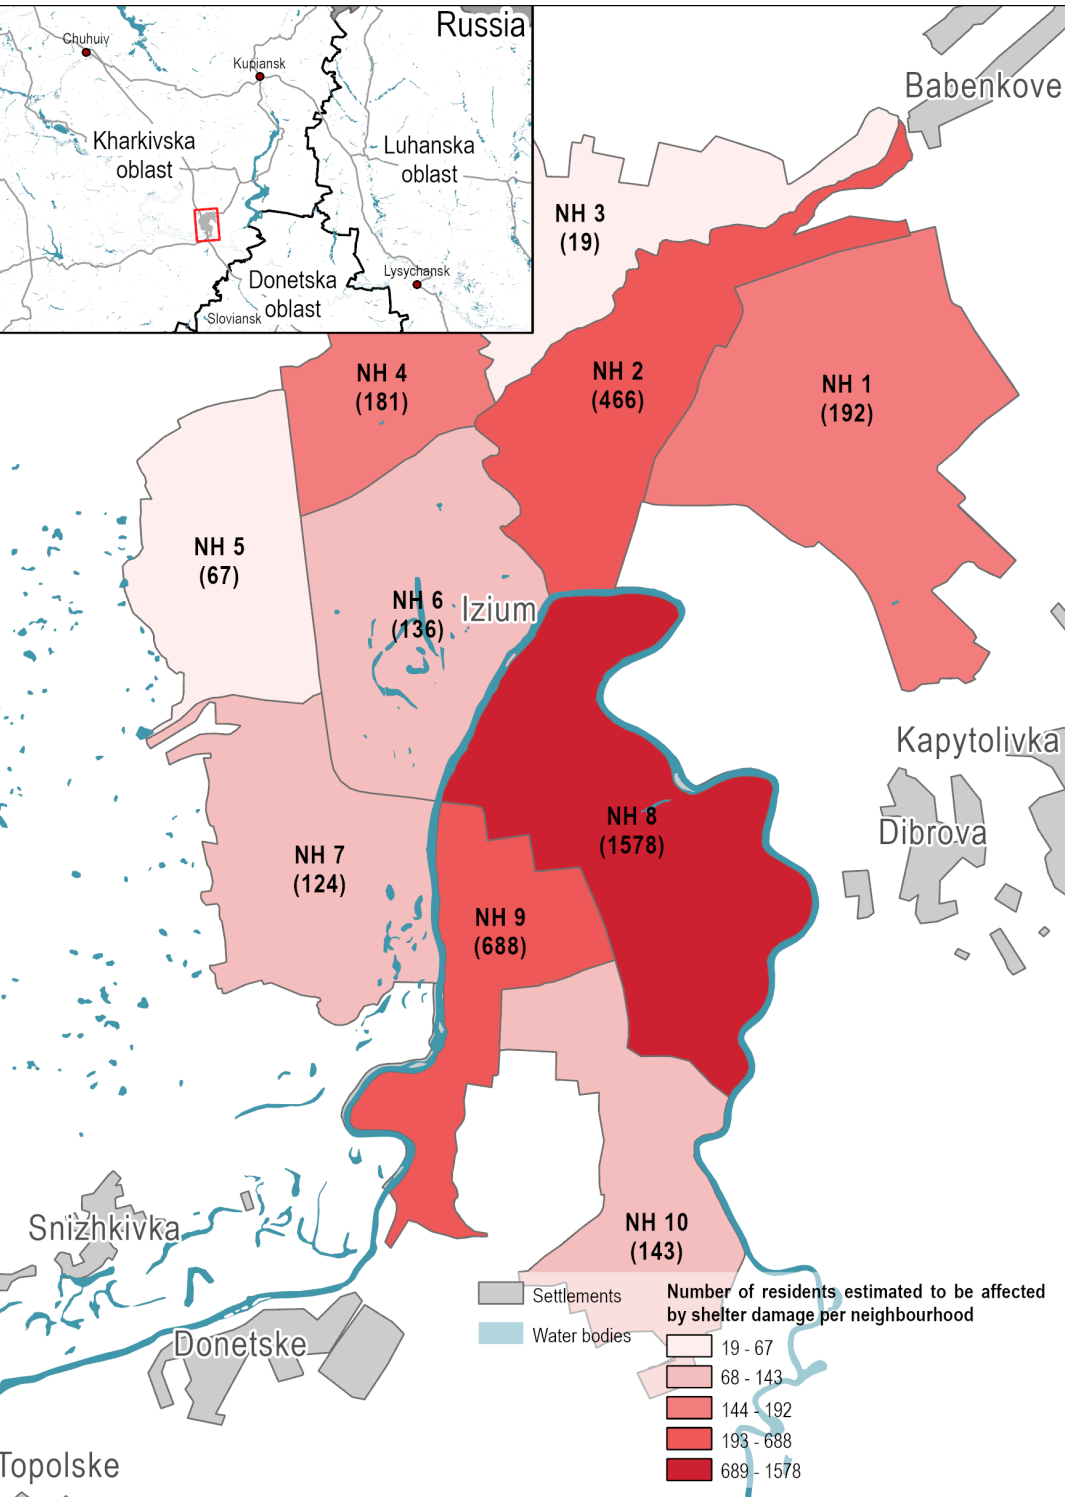 Russia
Chuhuiv
Kupiansk
Babenkove
Kharkivska
oblast
Luhanska
oblast
NH 3
(19)
Lysychansk
Donetska
oblast
Sloviansk
NH 4
(181)
NH 2
(466)
NH 1
(192)
NH 5
(67)
NH 6
(136)
Izium
Kapytolivka
NH 8
(1578)
Dibrova
NH 7
(124)
NH 9
(688)
Snizhkivka
NH 10
(143)
Settlements
Water bodies
Number of residents estimated to be affected
by shelter damage per neighbourhood
19 - 67
68 - 143
144 - 192
193 - 688
689 - 1578
Donetske
Topolske